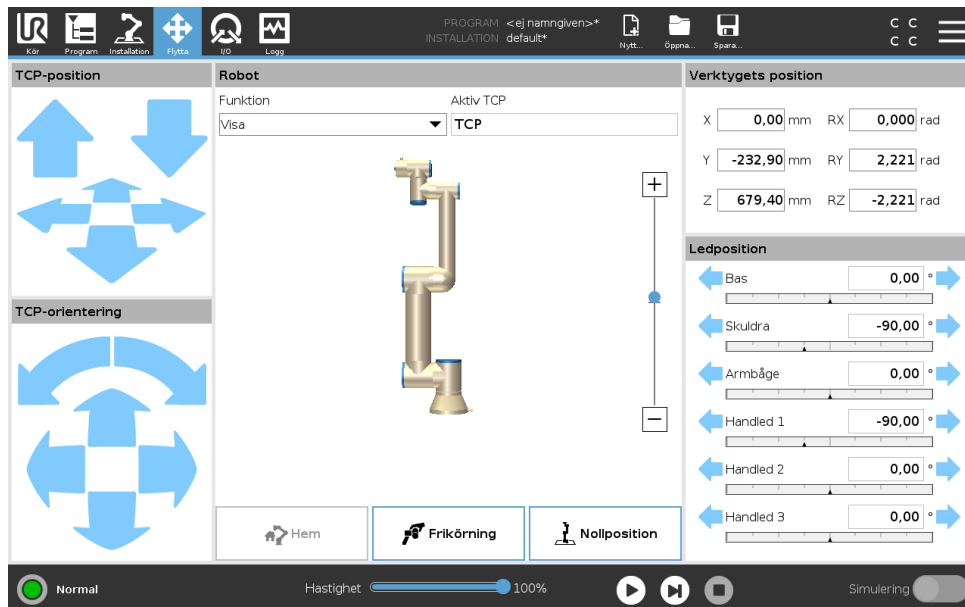 PROGRAM <ej namngiven>*
INSTALLATION default*
UR
Kör
Program
Installation
Flytta
I/O
Logg
Nytt...
Öppna...
Spara...
C C
C C
TCP-position
Robot
Verktygets position
Funktion
Aktiv TCP
Visa
TCP
X 0,00 mm RX 0,000 rad
Y -232,90 mm RY 2,221 rad
Z 679,40 mm RZ -2,221 rad
+
−
Ledposition
Bas 0,00 °
Skuldra -90,00 °
Armbåge 0,00 °
Handled 1 -90,00 °
Handled 2 0,00 °
Handled 3 0,00 °
TCP-orientering
Hem
Frikörning
Nollposition
Normal
Hastighet 100%
Simulering